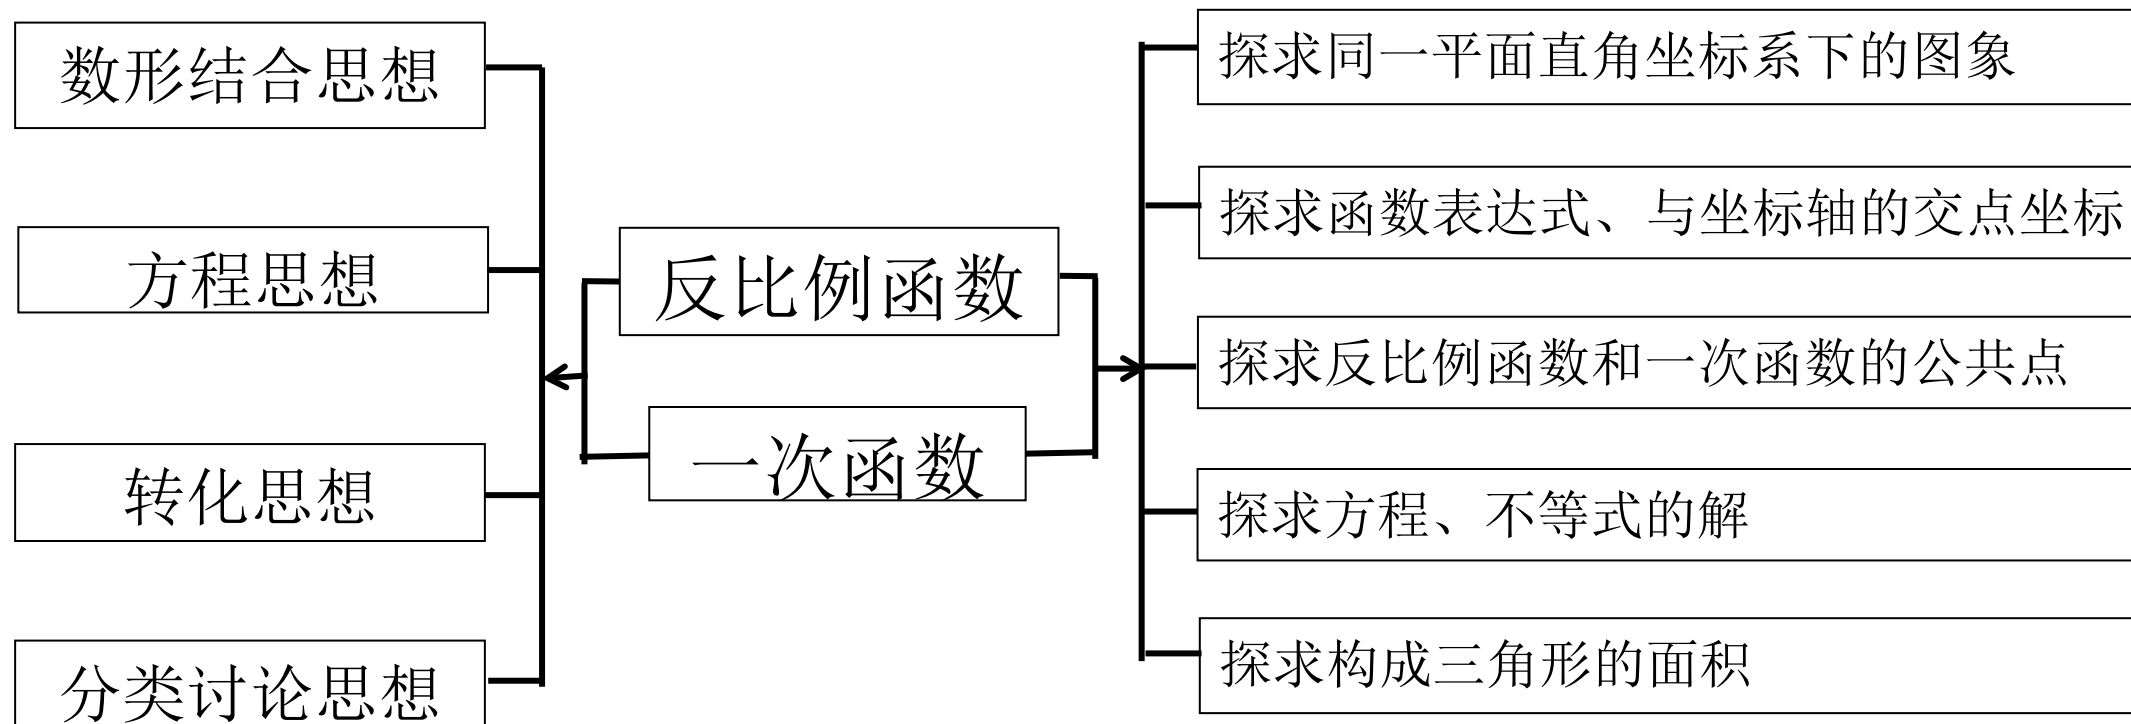 数形结合思想
方程思想
转化思想
分类讨论思想
反比例函数
一次函数
探求同一平面直角坐标系下的图象
探求函数表达式、与坐标轴的交点坐标
探求反比例函数和一次函数的公共点
探求方程、不等式的解
探求构成三角形的面积